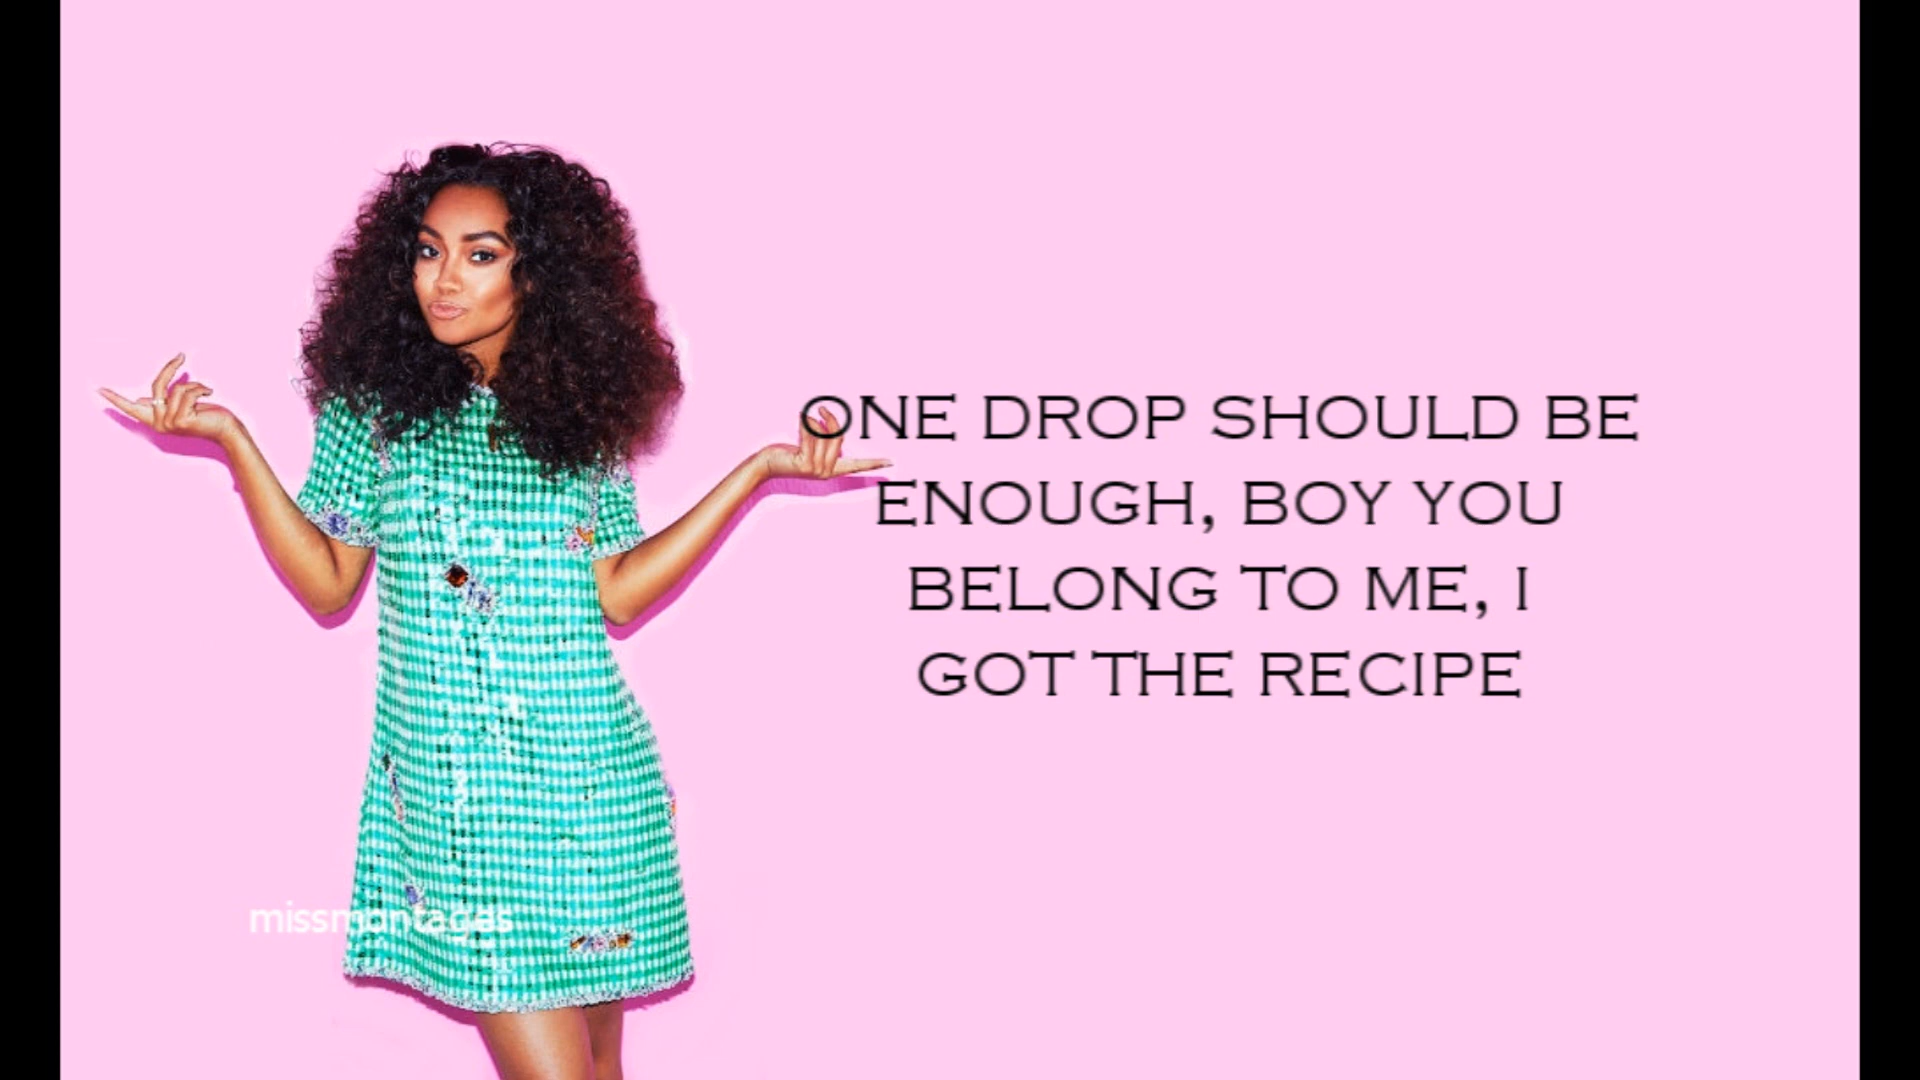 ONE DROP SHOULD BE
ENOUGH, BOY YOU
BELONG TO ME, I
GOT THE RECIPE
missmontages